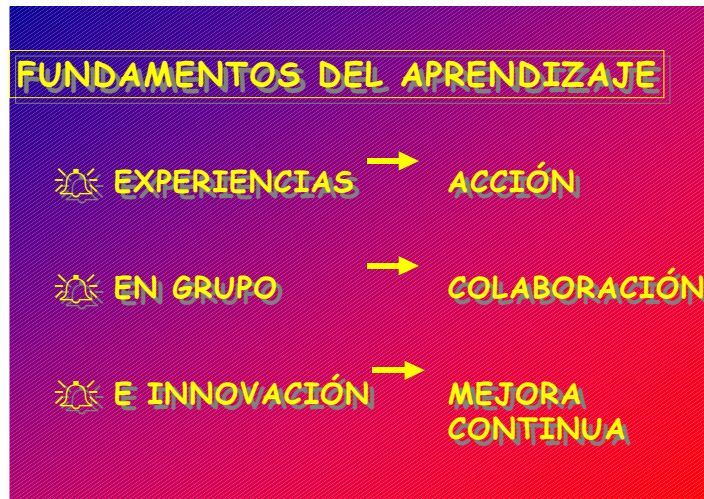 FUNDAMENTOS DEL APRENDIZAJE
EXPERIENCIAS ACCIÓN
EN GRUPO COLABORACIÓN
E INNOVACIÓN MEJORA
CONTINUA